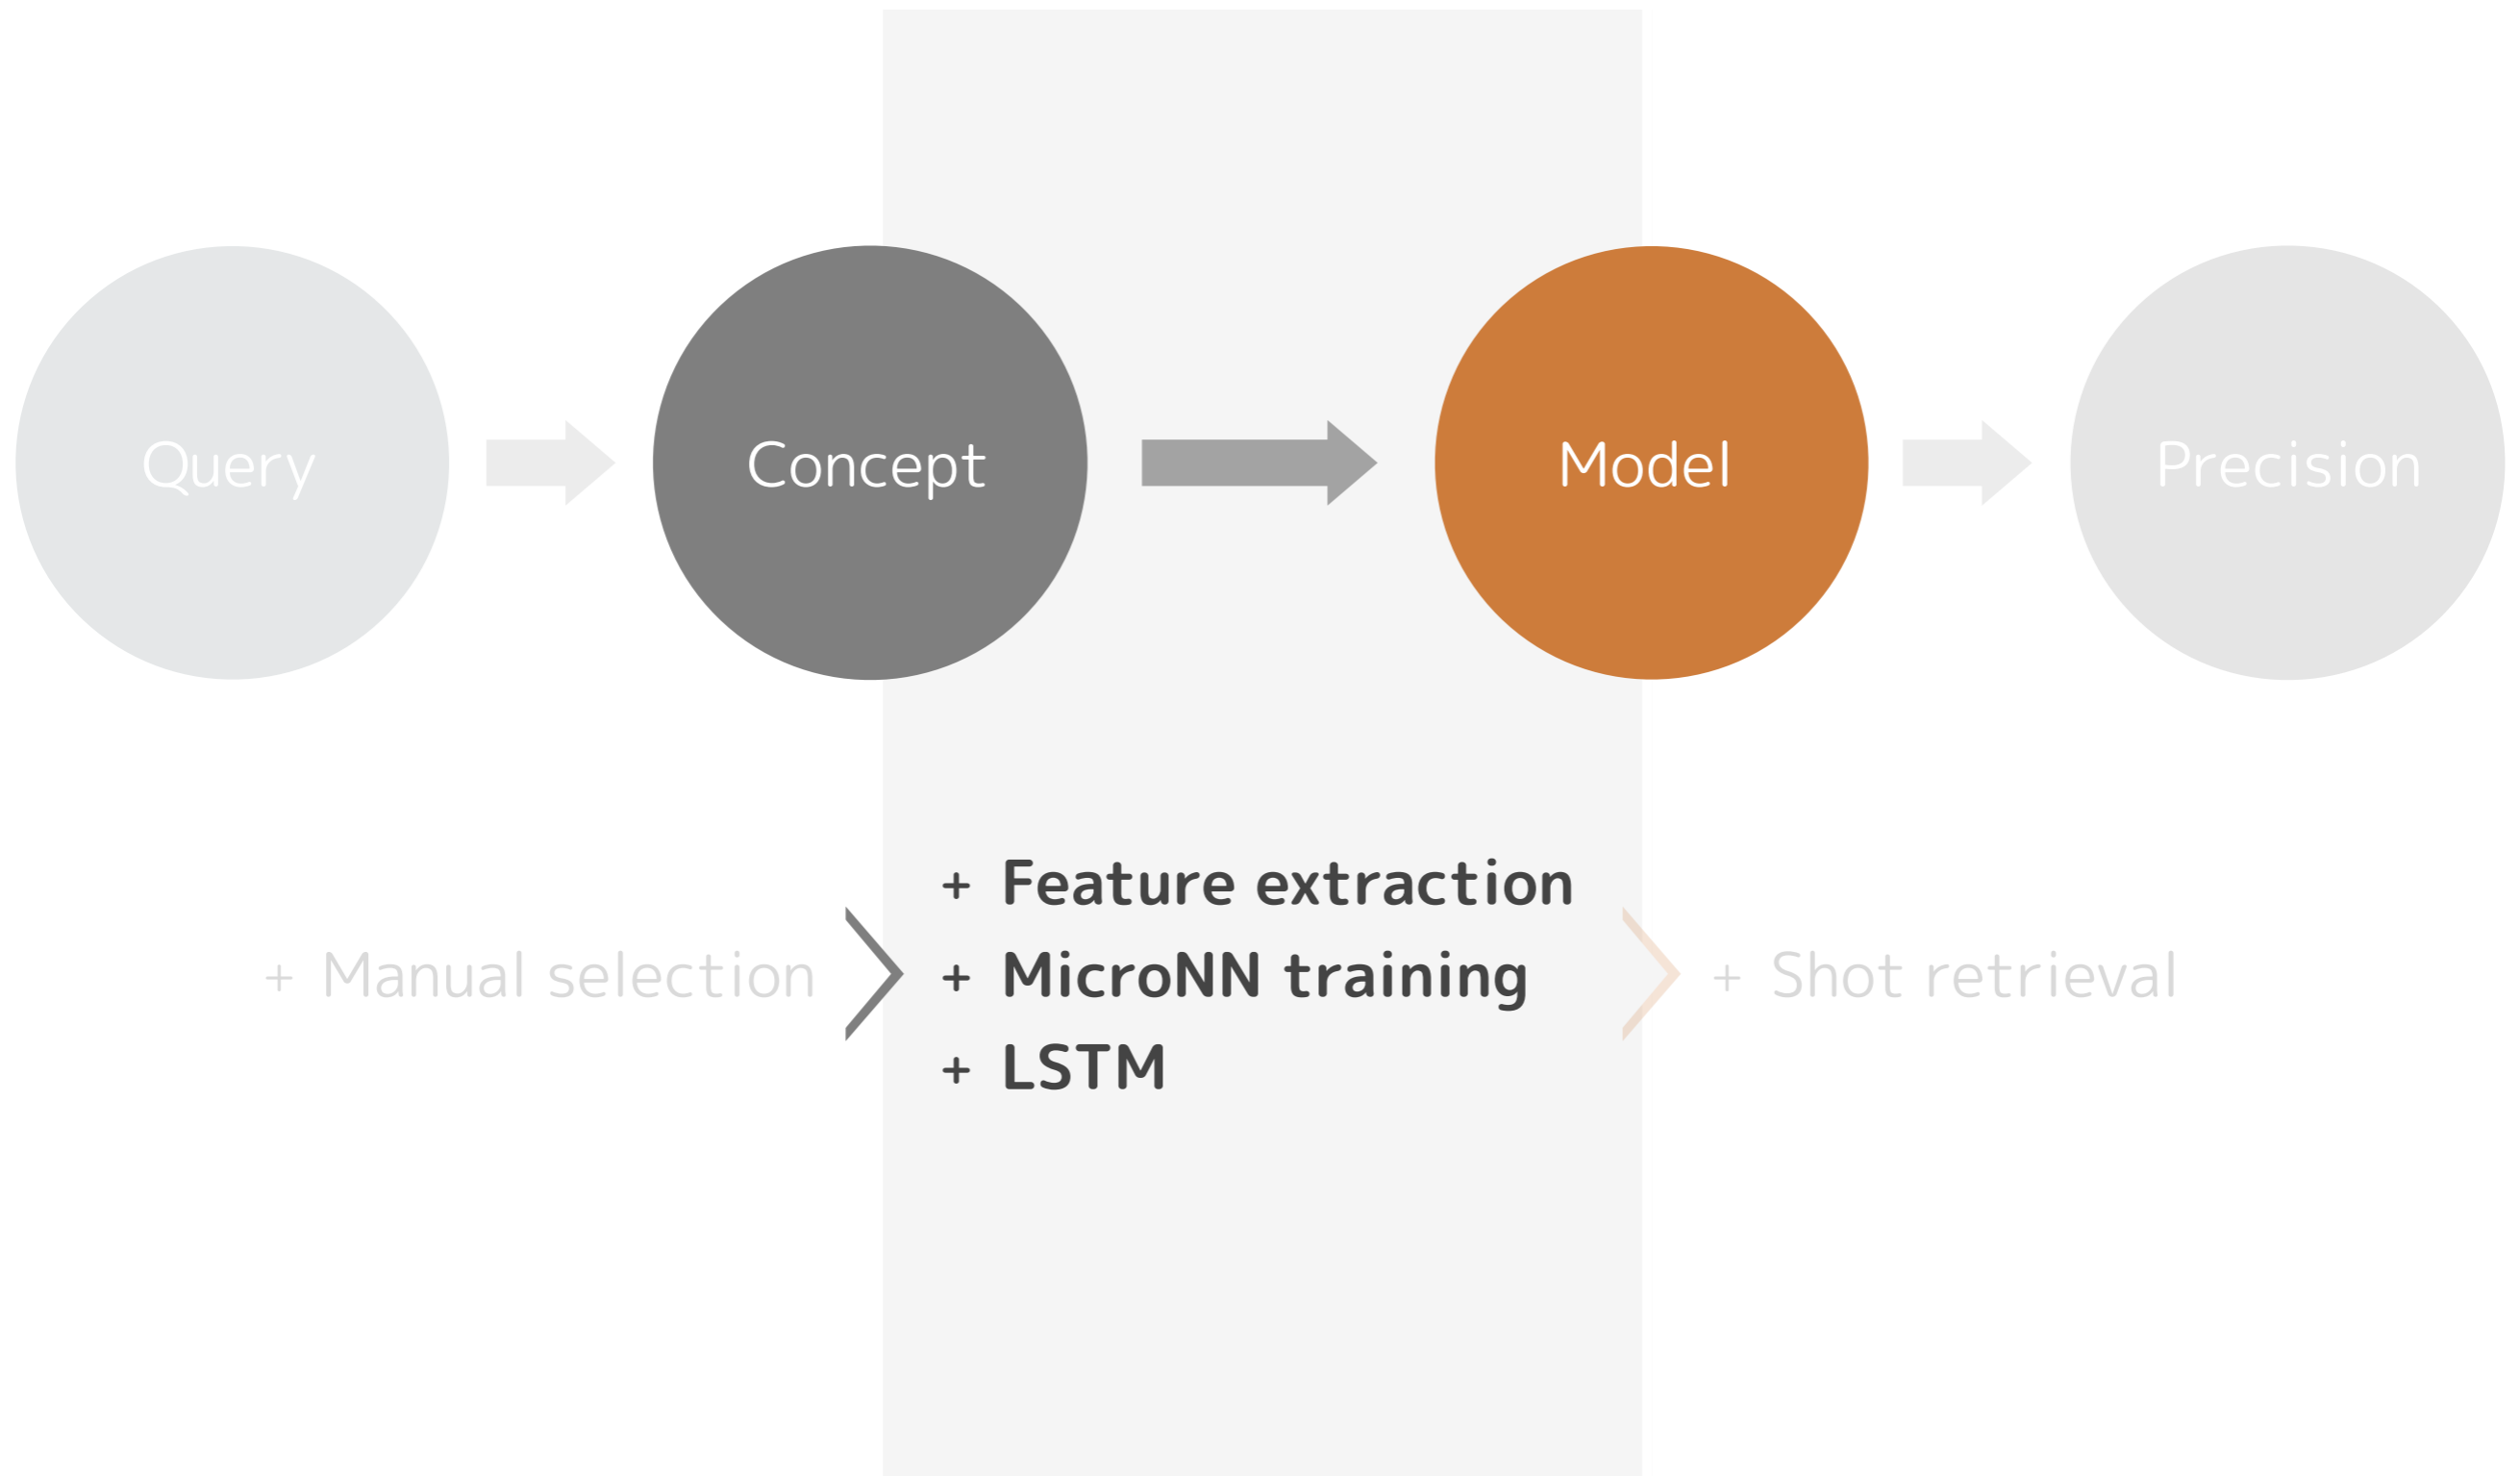 Query
Concept
Model
Precision
+ Manual selection
+ Feature extraction
+ MicroNN training
+ LSTM
+ Shot retrieval